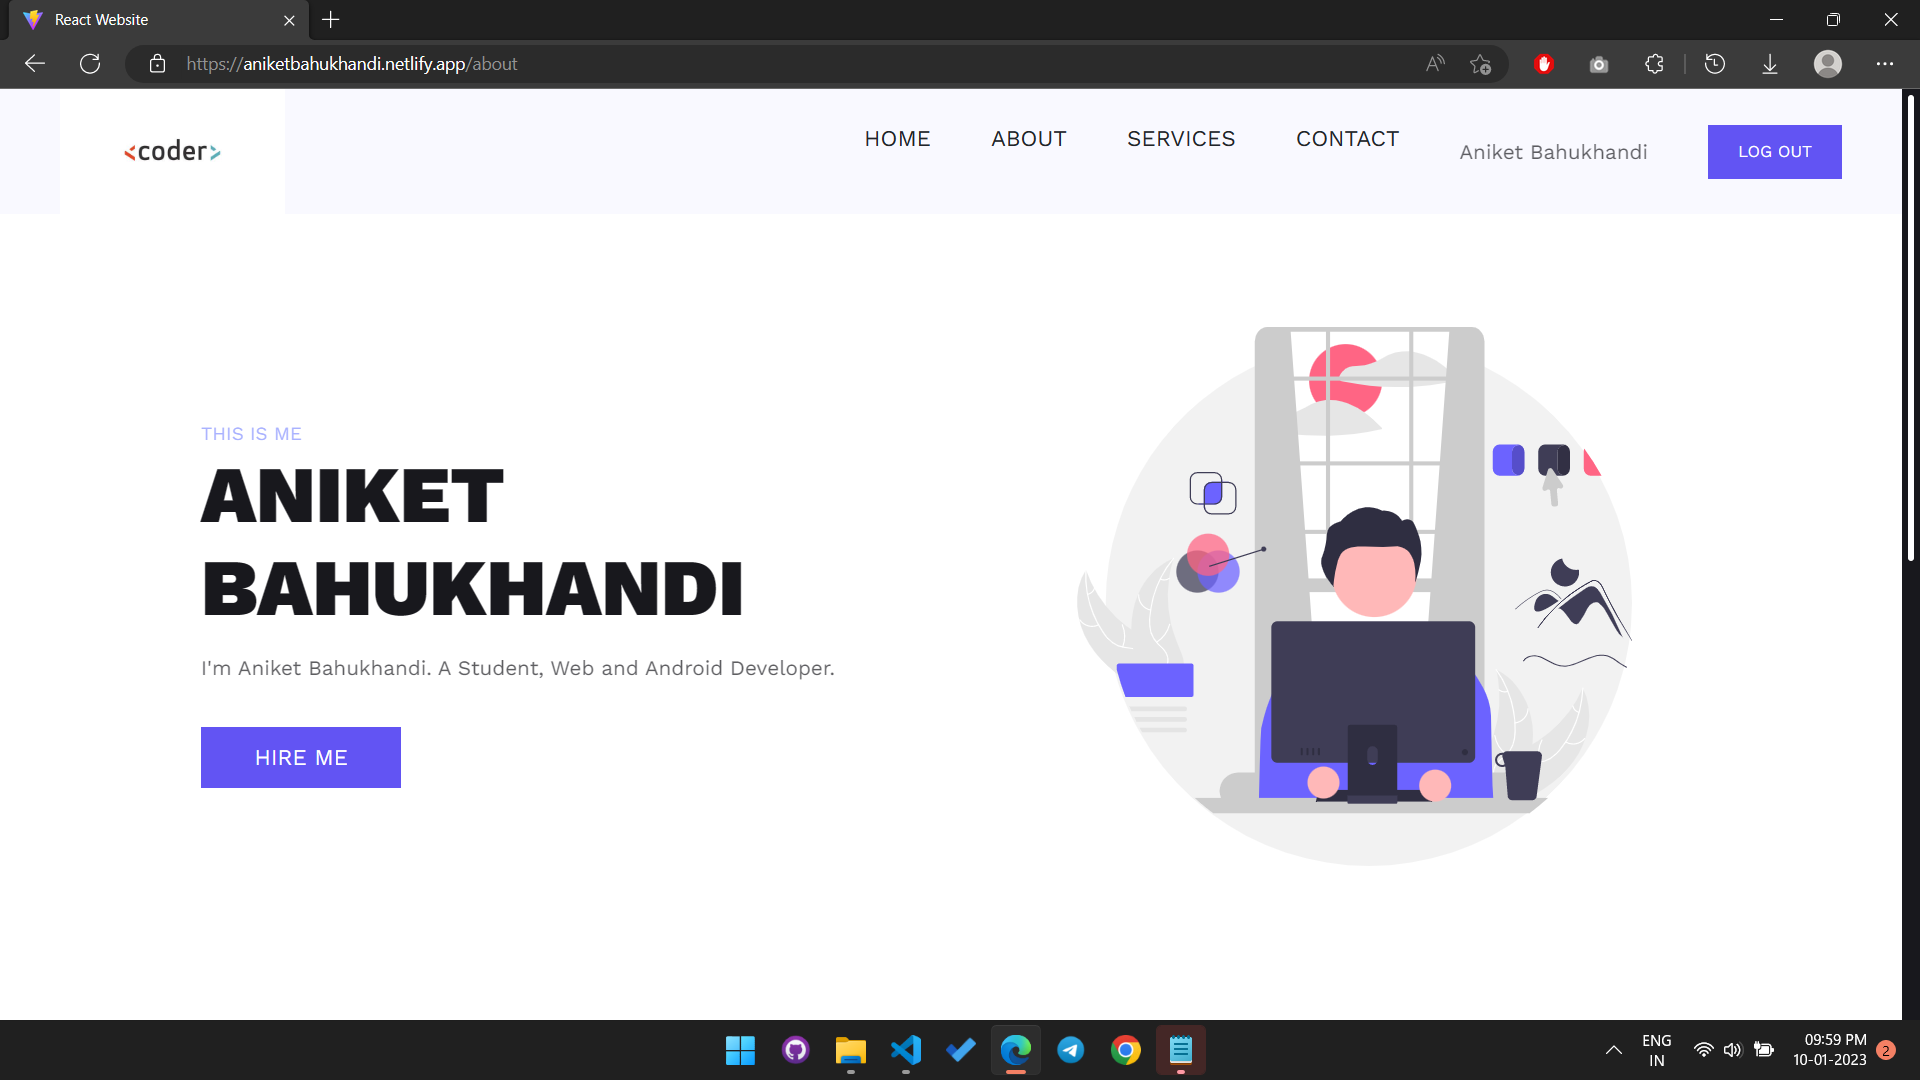 React Website
https://aniketbahukhandi.netlify.app/about
<coder>
HOME
ABOUT
SERVICES
CONTACT
Aniket Bahukhandi
LOG OUT
THIS IS ME
ANIKET
BAHUKHANDI
I'm Aniket Bahukhandi. A Student, Web and Android Developer.
HIRE ME
ENG
IN
09:59 PM
10-01-2023
2